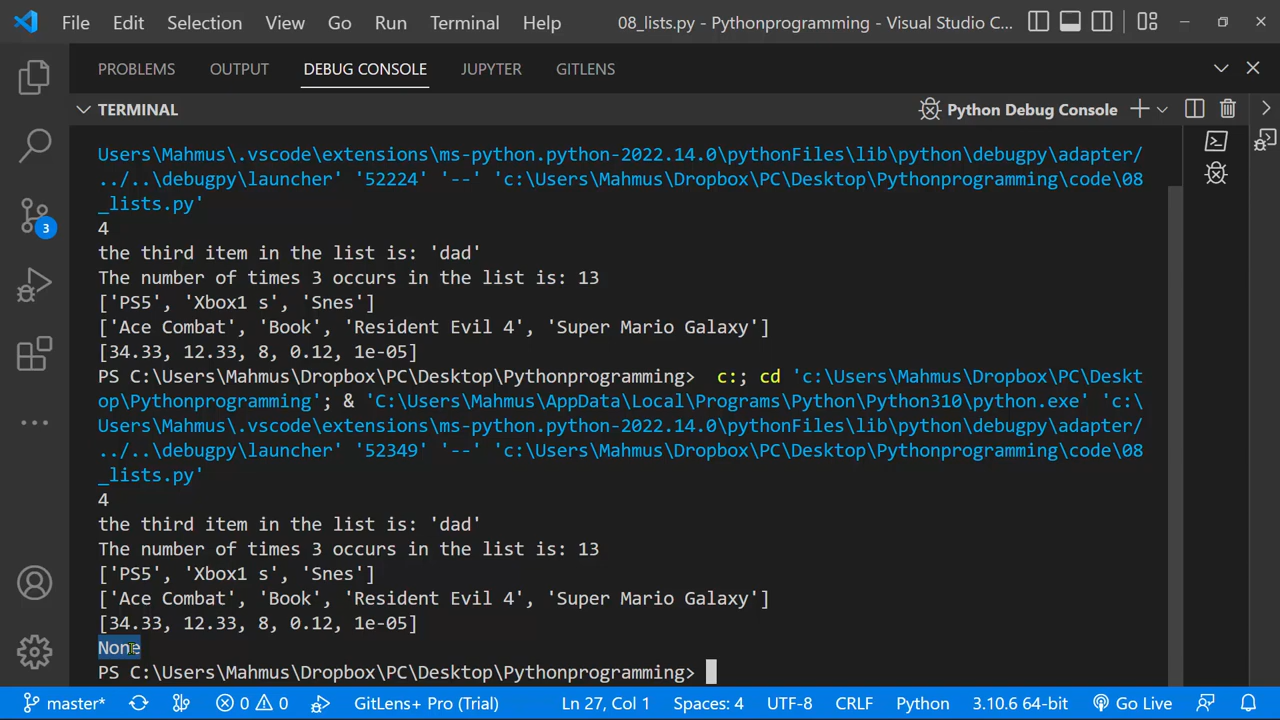 File Edit Selection View Go Run Terminal Help 08_lists.py - Pythonprogramming - Visual Studio C...
PROBLEMS OUTPUT DEBUG CONSOLE JUPYTER GITLENS
TERMINAL Python Debug Console
Users\Mahmus\.vscode\extensions\ms-python.python-2022.14.0\pythonFiles\lib\python\debugpy\adapter/
../..\debugpy\launcher' '52224' '--' 'c:\Users\Mahmus\Dropbox\PC\Desktop\Pythonprogramming\code\08
_lists.py'
4
the third item in the list is: 'dad'
The number of times 3 occurs in the list is: 13
['PS5', 'Xbox1 s', 'Snes']
['Ace Combat', 'Book', 'Resident Evil 4', 'Super Mario Galaxy']
[34.33, 12.33, 8, 0.12, 1e-05]
PS C:\Users\Mahmus\Dropbox\PC\Desktop\Pythonprogramming>  c:; cd 'c:\Users\Mahmus\Dropbox\PC\Deskt
op\Pythonprogramming'; & 'C:\Users\Mahmus\AppData\Local\Programs\Python\Python310\python.exe' 'c:\
Users\Mahmus\.vscode\extensions\ms-python.python-2022.14.0\pythonFiles\lib\python\debugpy\adapter/
../..\debugpy\launcher' '52349' '--' 'c:\Users\Mahmus\Dropbox\PC\Desktop\Pythonprogramming\code\08
_lists.py'
4
the third item in the list is: 'dad'
The number of times 3 occurs in the list is: 13
['PS5', 'Xbox1 s', 'Snes']
['Ace Combat', 'Book', 'Resident Evil 4', 'Super Mario Galaxy']
[34.33, 12.33, 8, 0.12, 1e-05]
None
PS C:\Users\Mahmus\Dropbox\PC\Desktop\Pythonprogramming>
3
master* 0 0 GitLens+ Pro (Trial) Ln 27, Col 1 Spaces: 4 UTF-8 CRLF Python 3.10.6 64-bit Go Live